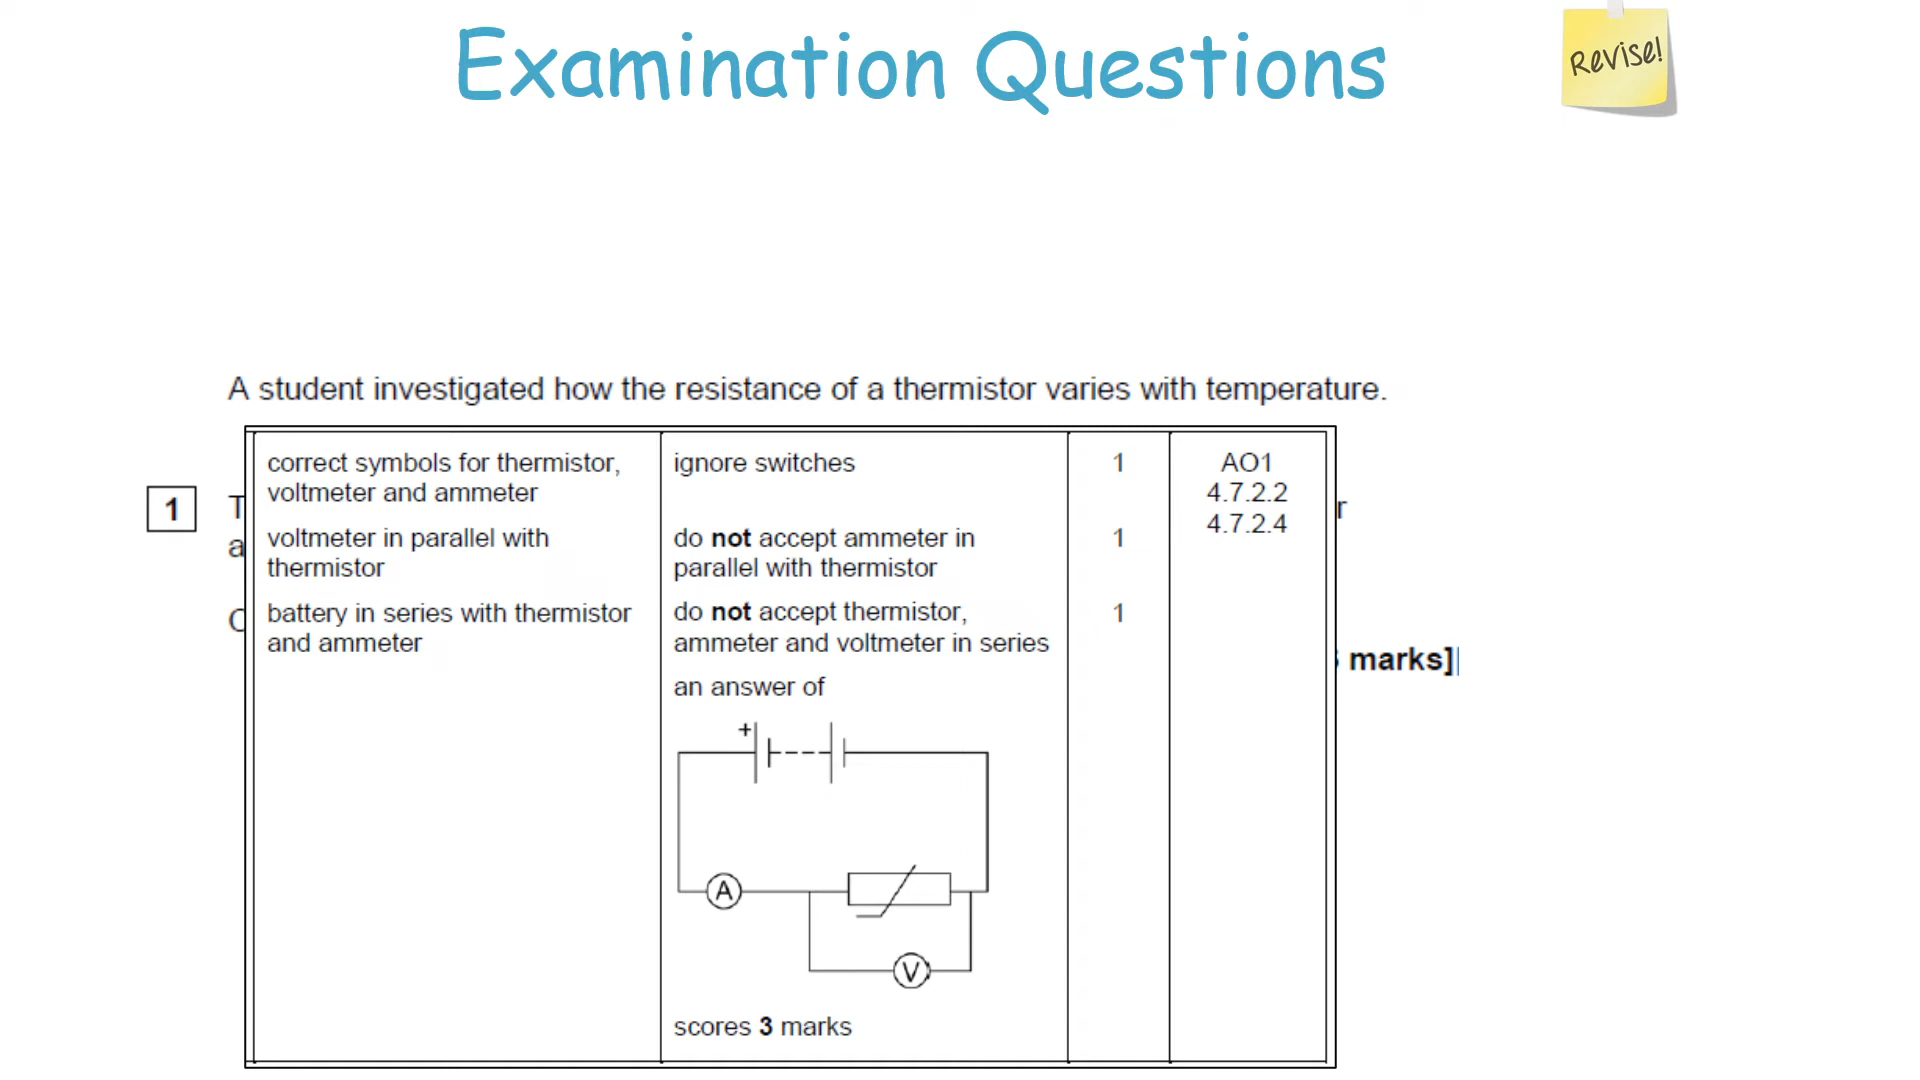 Examination Questions
Revise!
A student investigated how the resistance of a thermistor varies with temperature.
1
T
r
a
C
marks]
correct symbols for thermistor,
voltmeter and ammeter
ignore switches
1
AO1
4.7.2.2
4.7.2.4
voltmeter in parallel with
thermistor
do not accept ammeter in
parallel with thermistor
1
battery in series with thermistor
and ammeter
do not accept thermistor,
ammeter and voltmeter in series
1
an answer of
+
A
V
scores 3 marks